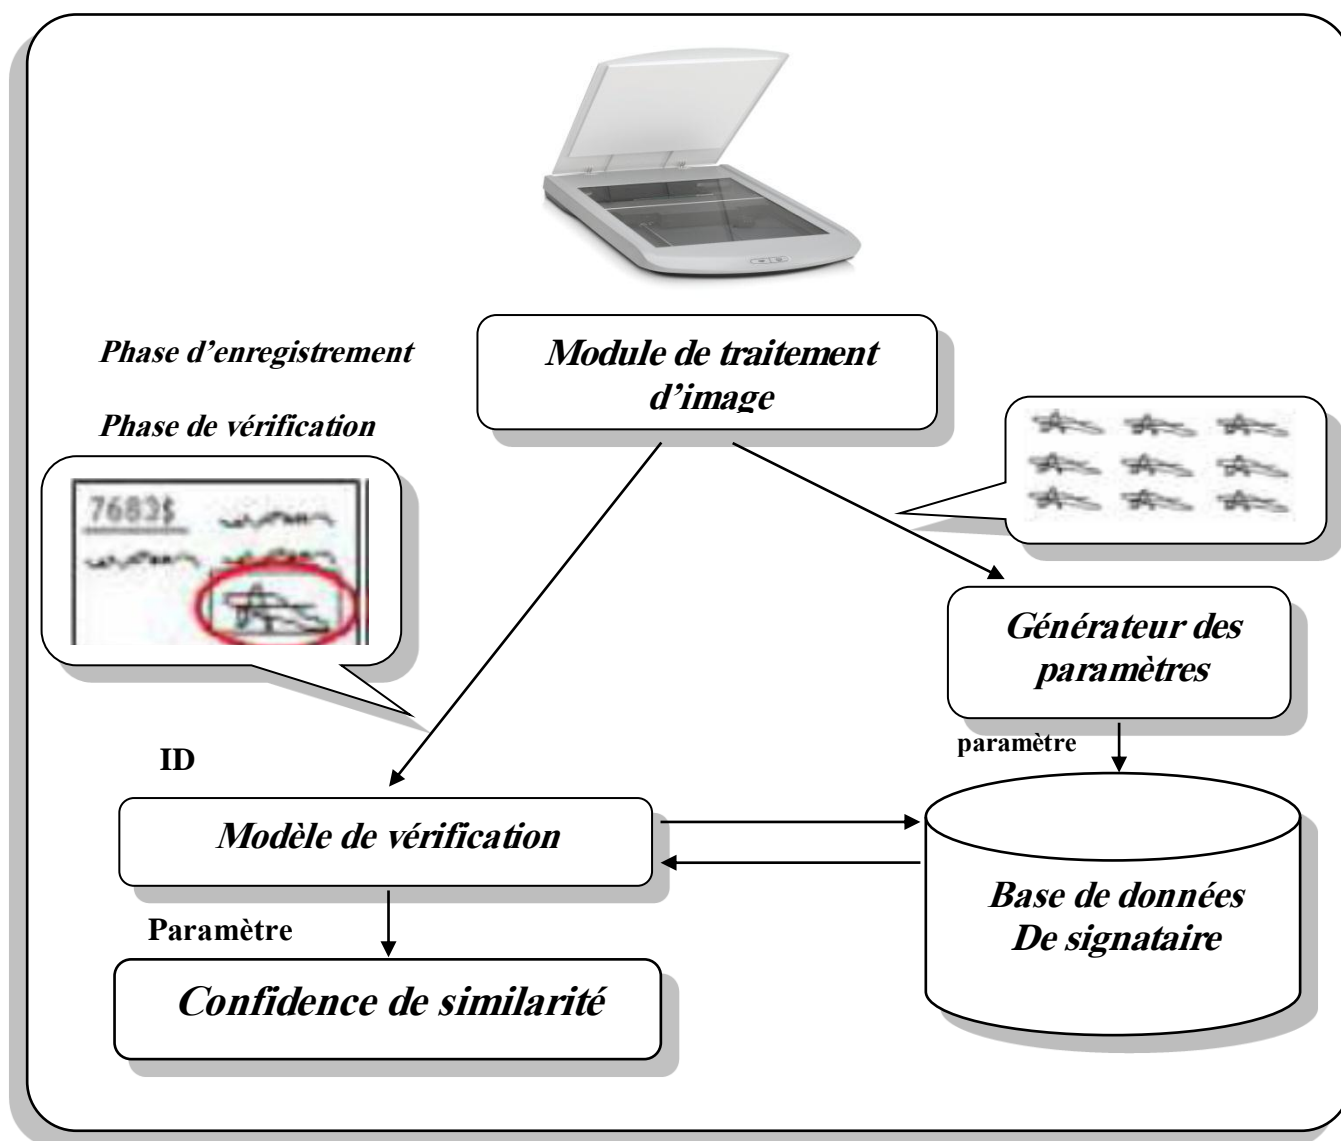 Module de traitement
d'image
Phase d'enregistrement
Phase de vérification
7683$
Générateur des
paramètres
paramètre
ID
Modèle de vérification
Base de données
De signataire
Paramètre
Confidence de similarité